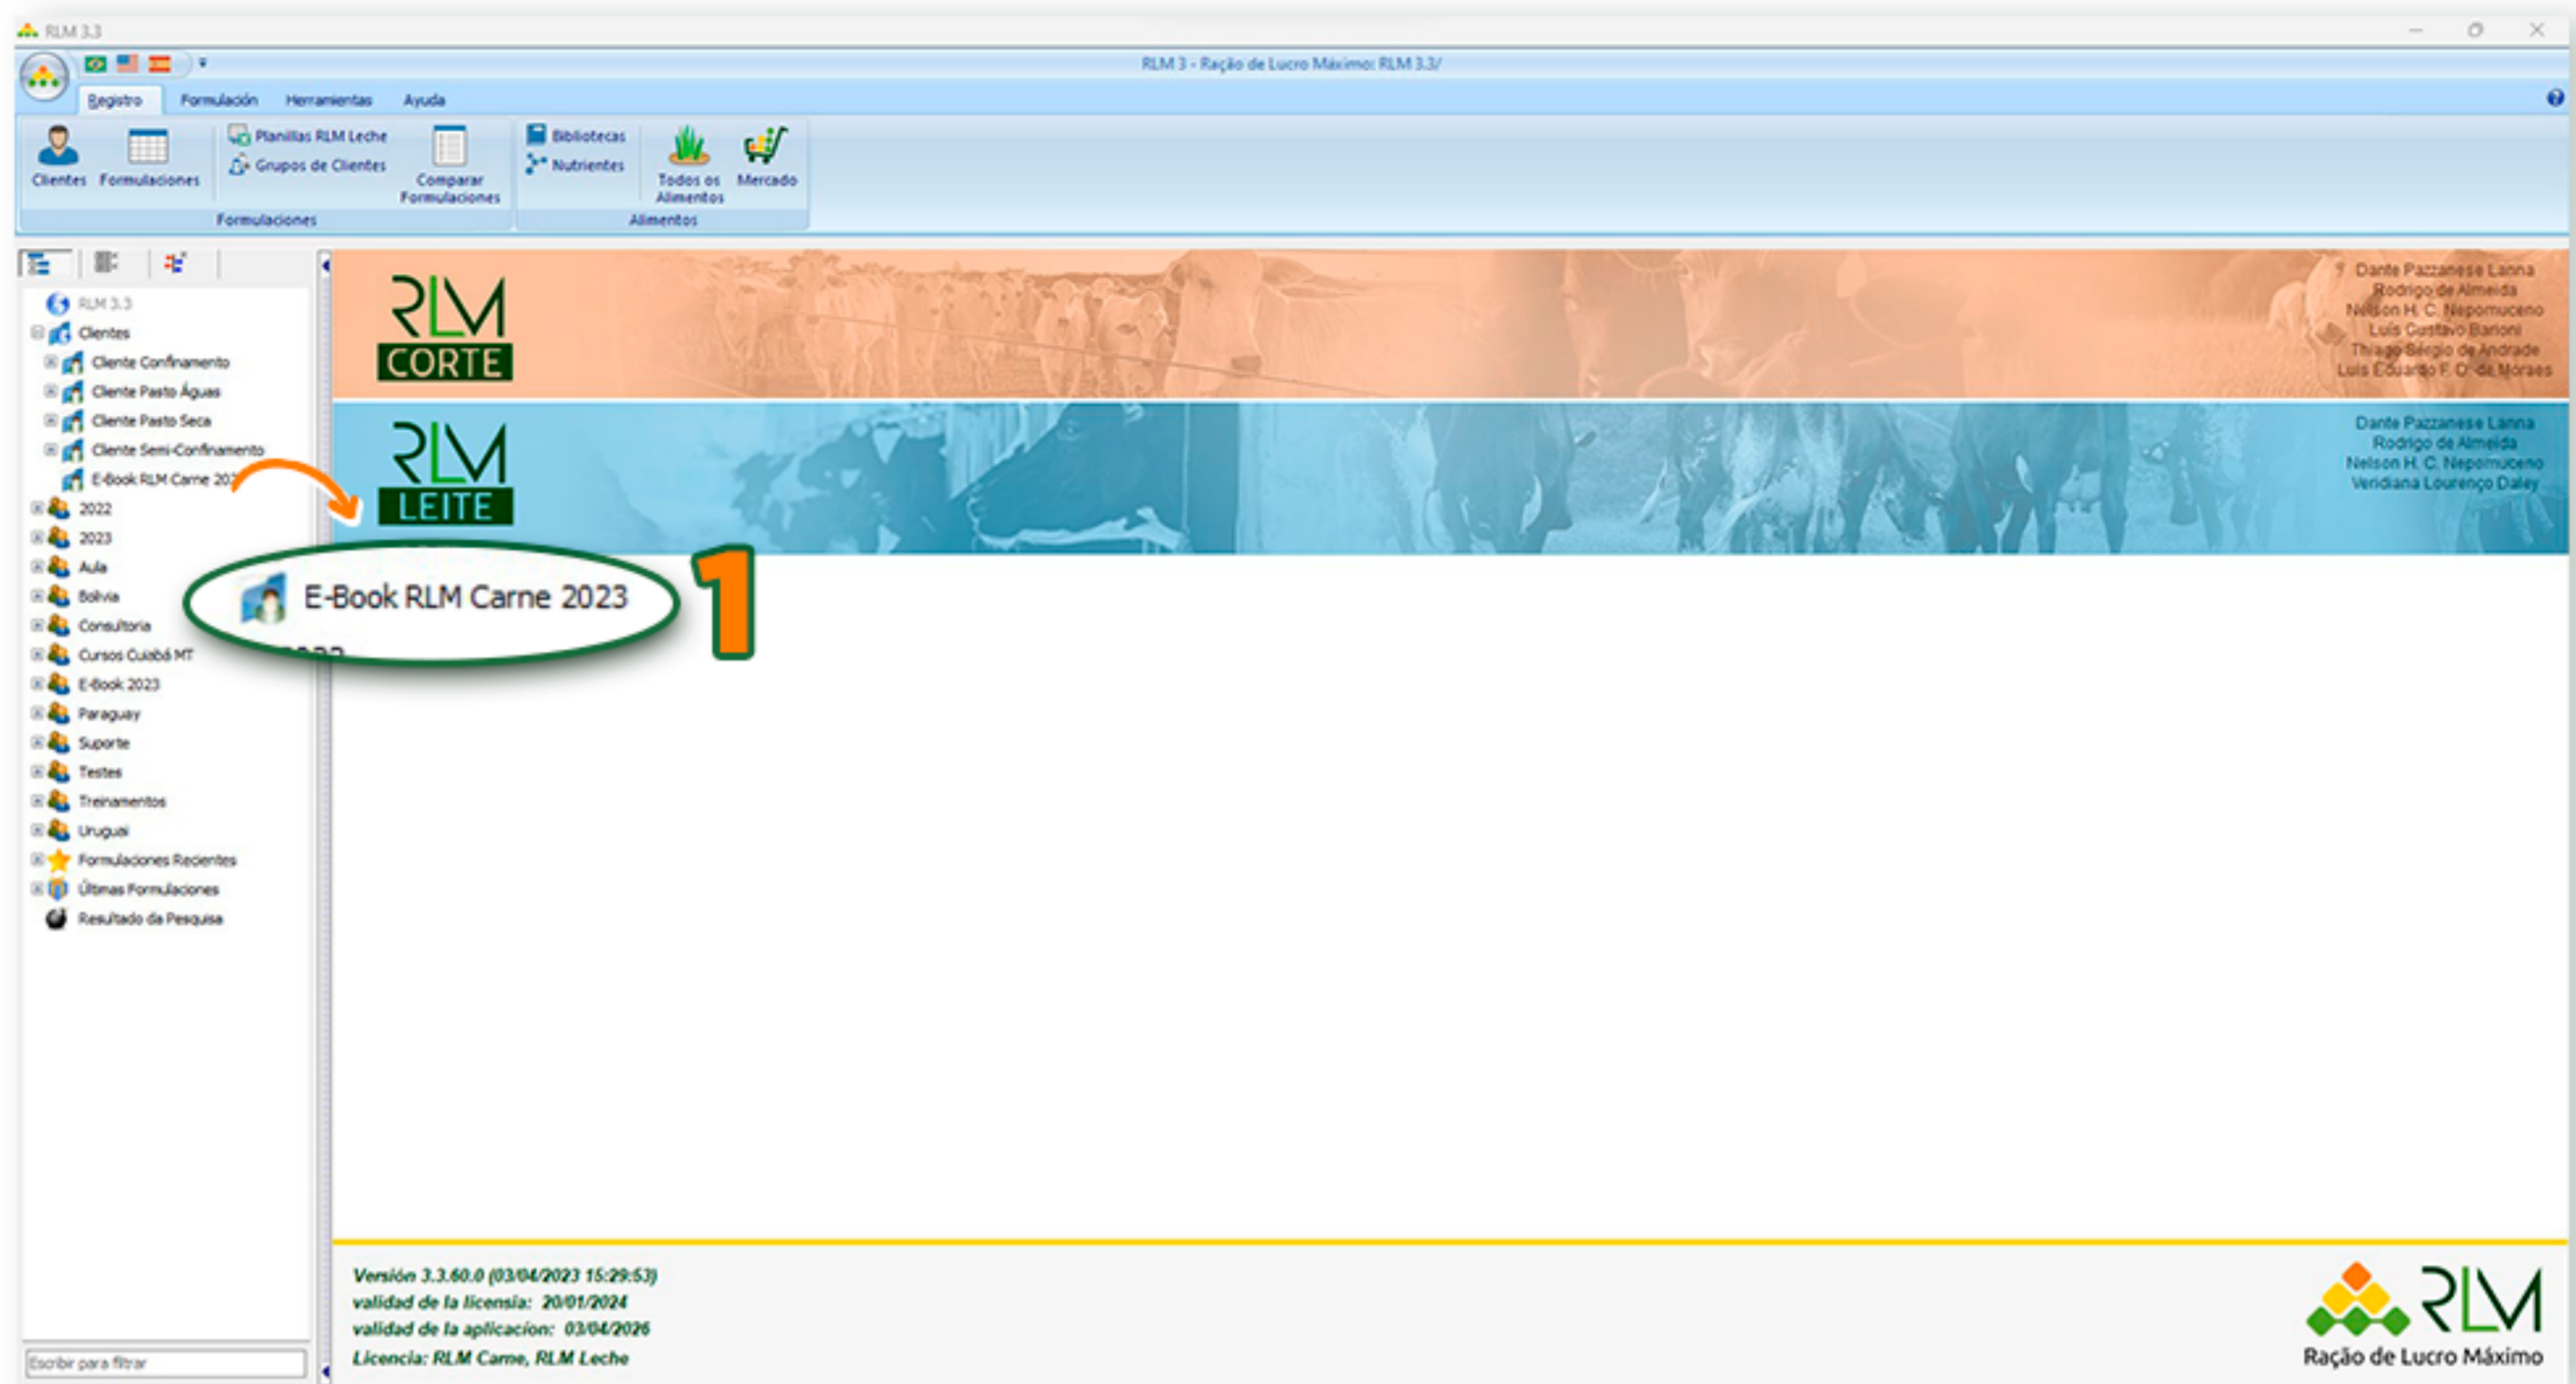 RLM 3.3
RLM 3 - Ração de Lucro Máximo: RLM 3.3/
Registro
Formulación
Herramientas
Ayuda
Clientes
Formulaciones
Planillas RLM Leche
Grupos de Clientes
Comparar
Formulaciones
Formulaciones
Bibliotecas
Nutrientes
Todos os
Alimentos
Mercado
Alimentos
RLM 3.3
Clientes
Cliente Confinamento
Cliente Pasto Águas
Cliente Pasto Seca
Cliente Semi-Confinamento
E-Book RLM Carne 202
2022
2023
Aula
Bolivia
Consultoria
Cursos Cuiabá MT
E-Book 2023
Paraguay
Suporte
Testes
Treinamentos
Uruguai
Formulaciones Recientes
Últimas Formulaciones
Resultado da Pesquisa
Escribir para filtrar
RLM
CORTE
Dante Pazzanese Lanna
Rodrigo de Almeida
Nelson H. C. Nepomuceno
Luís Gustavo Barioni
Thiago Sérgio de Andrade
Luis Eduardo F. O. de Moraes
RLM
LEITE
Dante Pazzanese Lanna
Rodrigo de Almeida
Nelson H. C. Nepomuceno
Veridiana Lourenço Daley
E-Book RLM Carne 2023
1
Versión 3.3.60.0 (03/04/2023 15:29:53)
validad de la licensia: 20/01/2024
validad de la aplicacíon: 03/04/2026
Licencia: RLM Carne, RLM Leche
RLM
Ração de Lucro Máximo